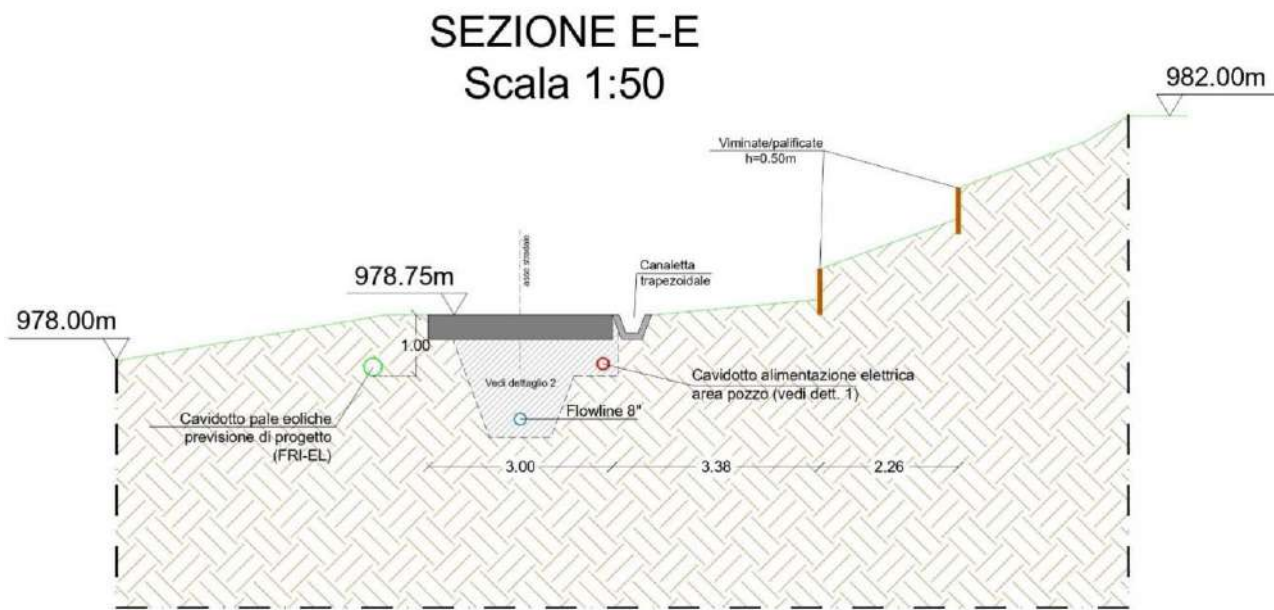 SEZIONE E-E
Scala 1:50
982.00m
Viminate/palificate
h=0.50m
asse stradale
Canaletta
trapezoidale
978.75m
978.00m
1.00
Vedi dettaglio 2
Cavidotto alimentazione elettrica
area pozzo (vedi dett. 1)
Flowline 8"
Cavidotto pale eoliche
previsione di progetto
(FRI-EL)
3.00
3.38
2.26